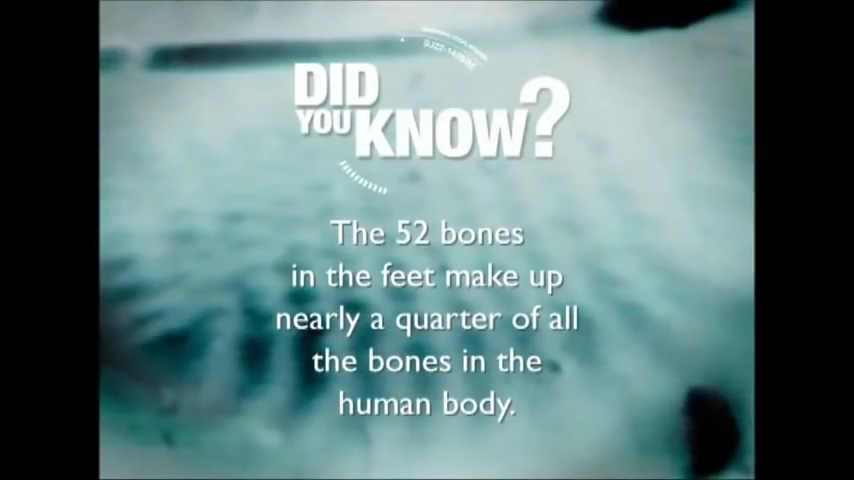 DID
YOU KNOW?
The 52 bones
in the feet make up
nearly a quarter of all
the bones in the
human body.